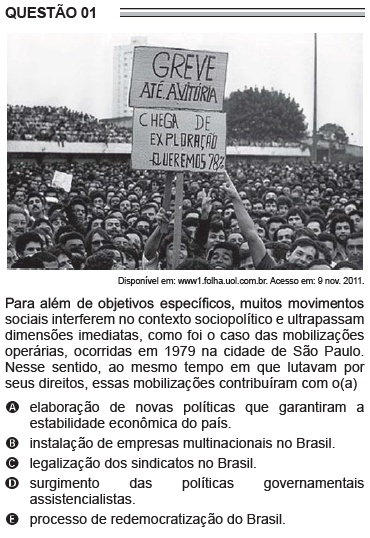 QUESTÃO 01
GREVE
ATÉ A VITÓRIA
CHEGA DE
EXPLORAÇÃO
-QUEREMOS 78%
Disponível em: www1.folha.uol.com.br. Acesso em: 9 nov. 2011.
Para além de objetivos específicos, muitos movimentos
sociais interferem no contexto sociopolítico e ultrapassam
dimensões imediatas, como foi o caso das mobilizações
operárias, ocorridas em 1979 na cidade de São Paulo.
Nesse sentido, ao mesmo tempo em que lutavam por
seus direitos, essas mobilizações contribuíram com o(a)
A elaboração de novas políticas que garantiram a
estabilidade econômica do país.
B instalação de empresas multinacionais no Brasil.
C legalização dos sindicatos no Brasil.
D surgimento das políticas governamentais
assistencialistas.
E processo de redemocratização do Brasil.